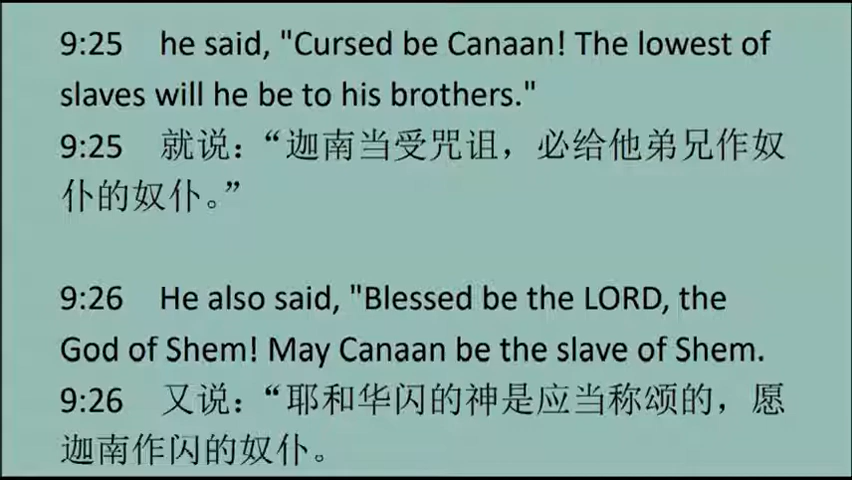 9:25 he said, "Cursed be Canaan! The lowest of
slaves will he be to his brothers."
9:25 就说：“迦南当受咒诅，必给他弟兄作奴
仆的奴仆。”
9:26 He also said, "Blessed be the LORD, the
God of Shem! May Canaan be the slave of Shem.
9:26 又说：“耶和华闪的神是应当称颂的，愿
迦南作闪的奴仆。